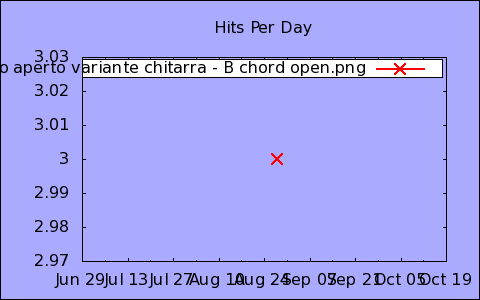 Hits Per Day
o aperto variante chitarra - B chord open.png
3.03
3.02
3.01
3
2.99
2.98
2.97
Jun 29 Jul 13 Jul 27 Aug 10 Aug 24 Sep 07 Sep 21 Oct 05 Oct 19